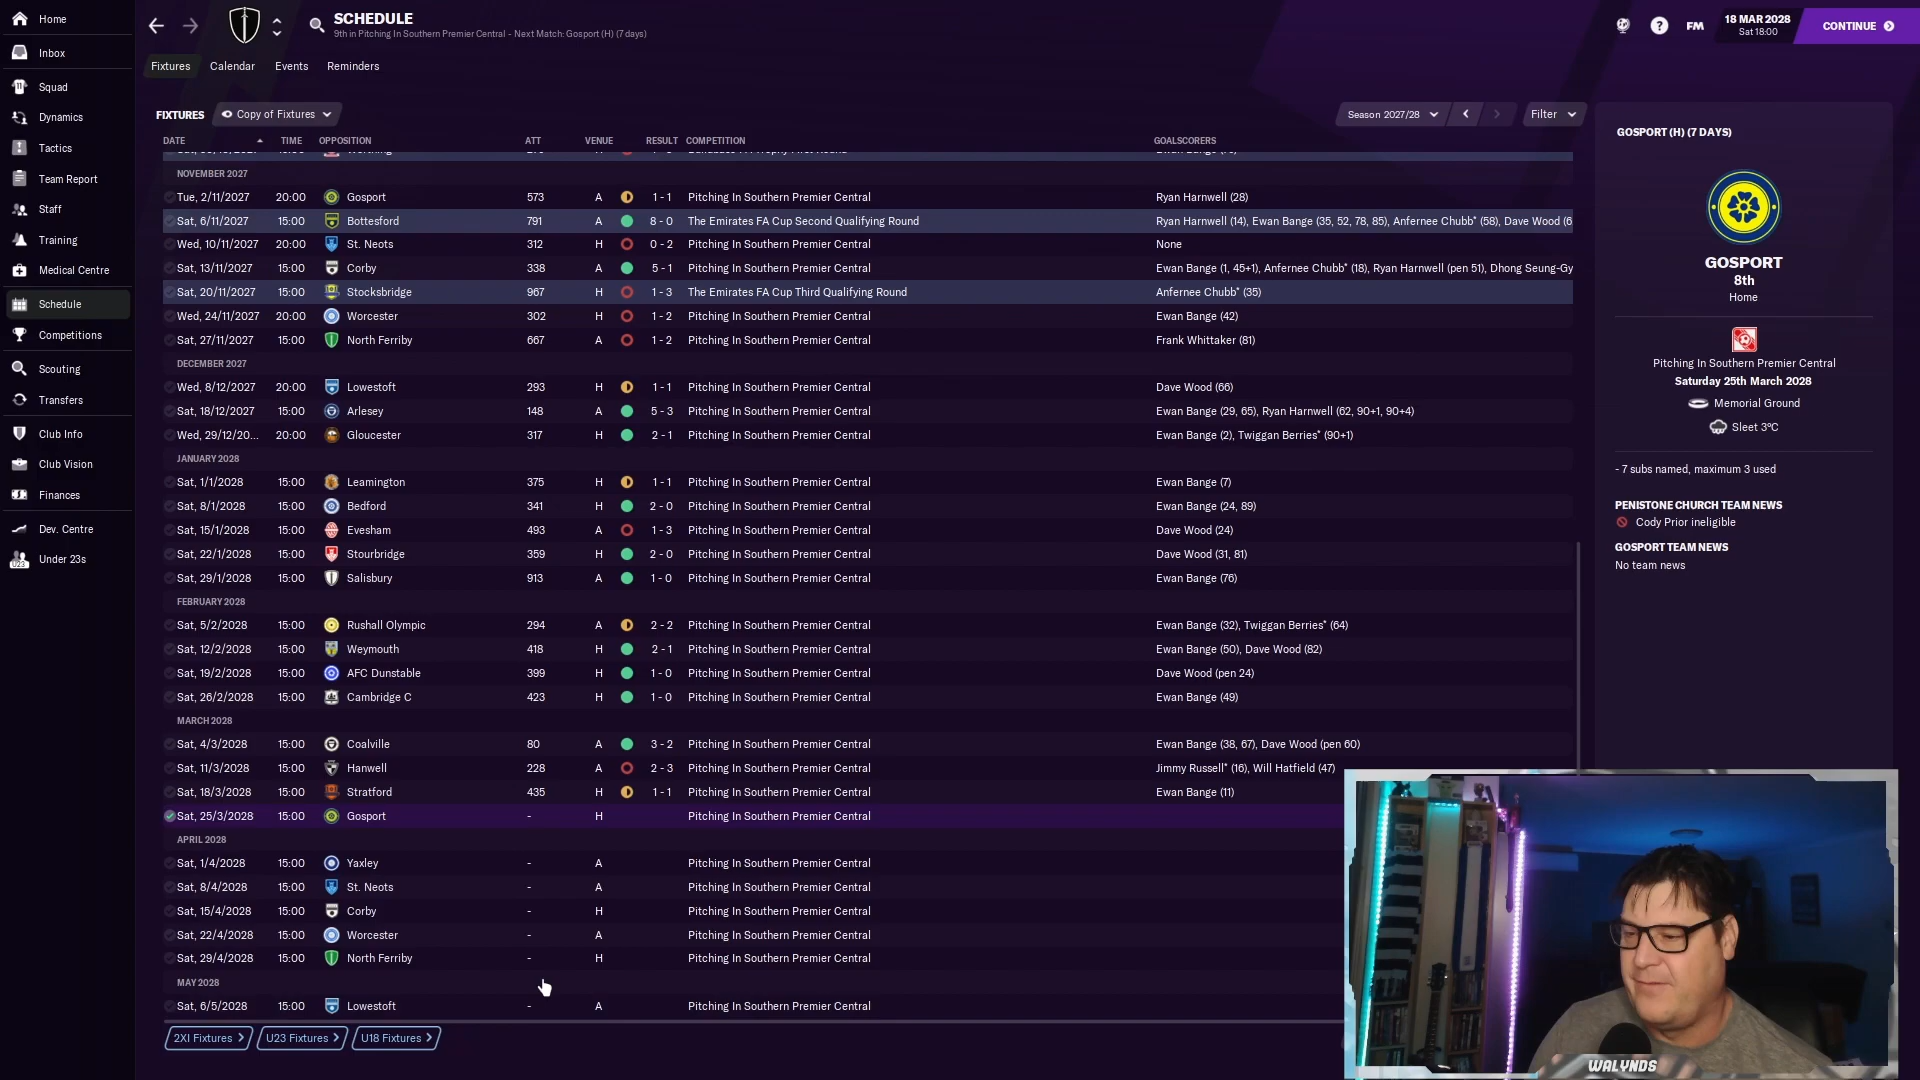 Home
Inbox
Squad
Dynamics
Tactics
Team Report
Staff
Training
Medical Centre
Schedule
Competitions
Scouting
Transfers
Club Info
Club Vision
Finances
Dev. Centre
Under 23s
SCHEDULE
9th in Pitching In Southern Premier Central - Next Match: Gosport (H) (7 days)
FM
18 MAR 2028
Sat 18:00
CONTINUE
Fixtures Calendar Events Reminders
FIXTURES Copy of Fixtures Season 2027/28 Filter
DATE TIME OPPOSITION ATT VENUE RESULT COMPETITION GOALSCORERS
NOVEMBER 2027
Tue, 2/11/2027 20:00 Gosport 573 A 1 - 1 Pitching In Southern Premier Central Ryan Harnwell (28)
Sat, 6/11/2027 15:00 Bottesford 791 A 8 - 0 The Emirates FA Cup Second Qualifying Round Ryan Harnwell (14), Ewan Bange (35, 52, 78, 85), Anfernee Chubb* (58), Dave Wood (6
Wed, 10/11/2027 20:00 St. Neots 312 H 0 - 2 Pitching In Southern Premier Central None
Sat, 13/11/2027 15:00 Corby 338 A 5 - 1 Pitching In Southern Premier Central Ewan Bange (1, 45+1), Anfernee Chubb* (18), Ryan Harnwell (pen 51), Dhong Seung-Gy
Sat, 20/11/2027 15:00 Stocksbridge 967 H 1 - 3 The Emirates FA Cup Third Qualifying Round Anfernee Chubb* (35)
Wed, 24/11/2027 20:00 Worcester 302 H 1 - 2 Pitching In Southern Premier Central Ewan Bange (42)
Sat, 27/11/2027 15:00 North Ferriby 667 A 1 - 2 Pitching In Southern Premier Central Frank Whittaker (81)
DECEMBER 2027
Wed, 8/12/2027 20:00 Lowestoft 293 H 1 - 1 Pitching In Southern Premier Central Dave Wood (66)
Sat, 18/12/2027 15:00 Arlesey 148 A 5 - 3 Pitching In Southern Premier Central Ewan Bange (29, 65), Ryan Harnwell (62, 90+1, 90+4)
Wed, 29/12/20... 20:00 Gloucester 317 H 2 - 1 Pitching In Southern Premier Central Ewan Bange (2), Twiggan Berries* (90+1)
JANUARY 2028
Sat, 1/1/2028 15:00 Leamington 375 H 1 - 1 Pitching In Southern Premier Central Ewan Bange (7)
Sat, 8/1/2028 15:00 Bedford 341 H 2 - 0 Pitching In Southern Premier Central Ewan Bange (24, 89)
Sat, 15/1/2028 15:00 Evesham 493 A 1 - 3 Pitching In Southern Premier Central Dave Wood (24)
Sat, 22/1/2028 15:00 Stourbridge 359 H 2 - 0 Pitching In Southern Premier Central Dave Wood (31, 81)
Sat, 29/1/2028 15:00 Salisbury 913 A 1 - 0 Pitching In Southern Premier Central Ewan Bange (76)
FEBRUARY 2028
Sat, 5/2/2028 15:00 Rushall Olympic 294 A 2 - 2 Pitching In Southern Premier Central Ewan Bange (32), Twiggan Berries* (64)
Sat, 12/2/2028 15:00 Weymouth 418 H 2 - 1 Pitching In Southern Premier Central Ewan Bange (50), Dave Wood (82)
Sat, 19/2/2028 15:00 AFC Dunstable 399 H 1 - 0 Pitching In Southern Premier Central Dave Wood (pen 24)
Sat, 26/2/2028 15:00 Cambridge C 423 H 1 - 0 Pitching In Southern Premier Central Ewan Bange (49)
MARCH 2028
Sat, 4/3/2028 15:00 Coalville 80 A 3 - 2 Pitching In Southern Premier Central Ewan Bange (38, 67), Dave Wood (pen 60)
Sat, 11/3/2028 15:00 Hanwell 228 A 2 - 3 Pitching In Southern Premier Central Jimmy Russell* (16), Will Hatfield (47)
Sat, 18/3/2028 15:00 Stratford 435 H 1 - 1 Pitching In Southern Premier Central Ewan Bange (11)
Sat, 25/3/2028 15:00 Gosport - H Pitching In Southern Premier Central
APRIL 2028
Sat, 1/4/2028 15:00 Yaxley - A Pitching In Southern Premier Central
Sat, 8/4/2028 15:00 St. Neots - A Pitching In Southern Premier Central
Sat, 15/4/2028 15:00 Corby - H Pitching In Southern Premier Central
Sat, 22/4/2028 15:00 Worcester - A Pitching In Southern Premier Central
Sat, 29/4/2028 15:00 North Ferriby - H Pitching In Southern Premier Central
MAY 2028
Sat, 6/5/2028 15:00 Lowestoft - A Pitching In Southern Premier Central
2XI Fixtures U23 Fixtures U18 Fixtures
GOSPORT (H) (7 DAYS)
GOSPORT
8th
Home
Pitching In Southern Premier Central
Saturday 25th March 2028
Memorial Ground
Sleet 3°C
- 7 subs named, maximum 3 used
PENISTONE CHURCH TEAM NEWS
Cody Prior ineligible
GOSPORT TEAM NEWS
No team news
WALYNDS